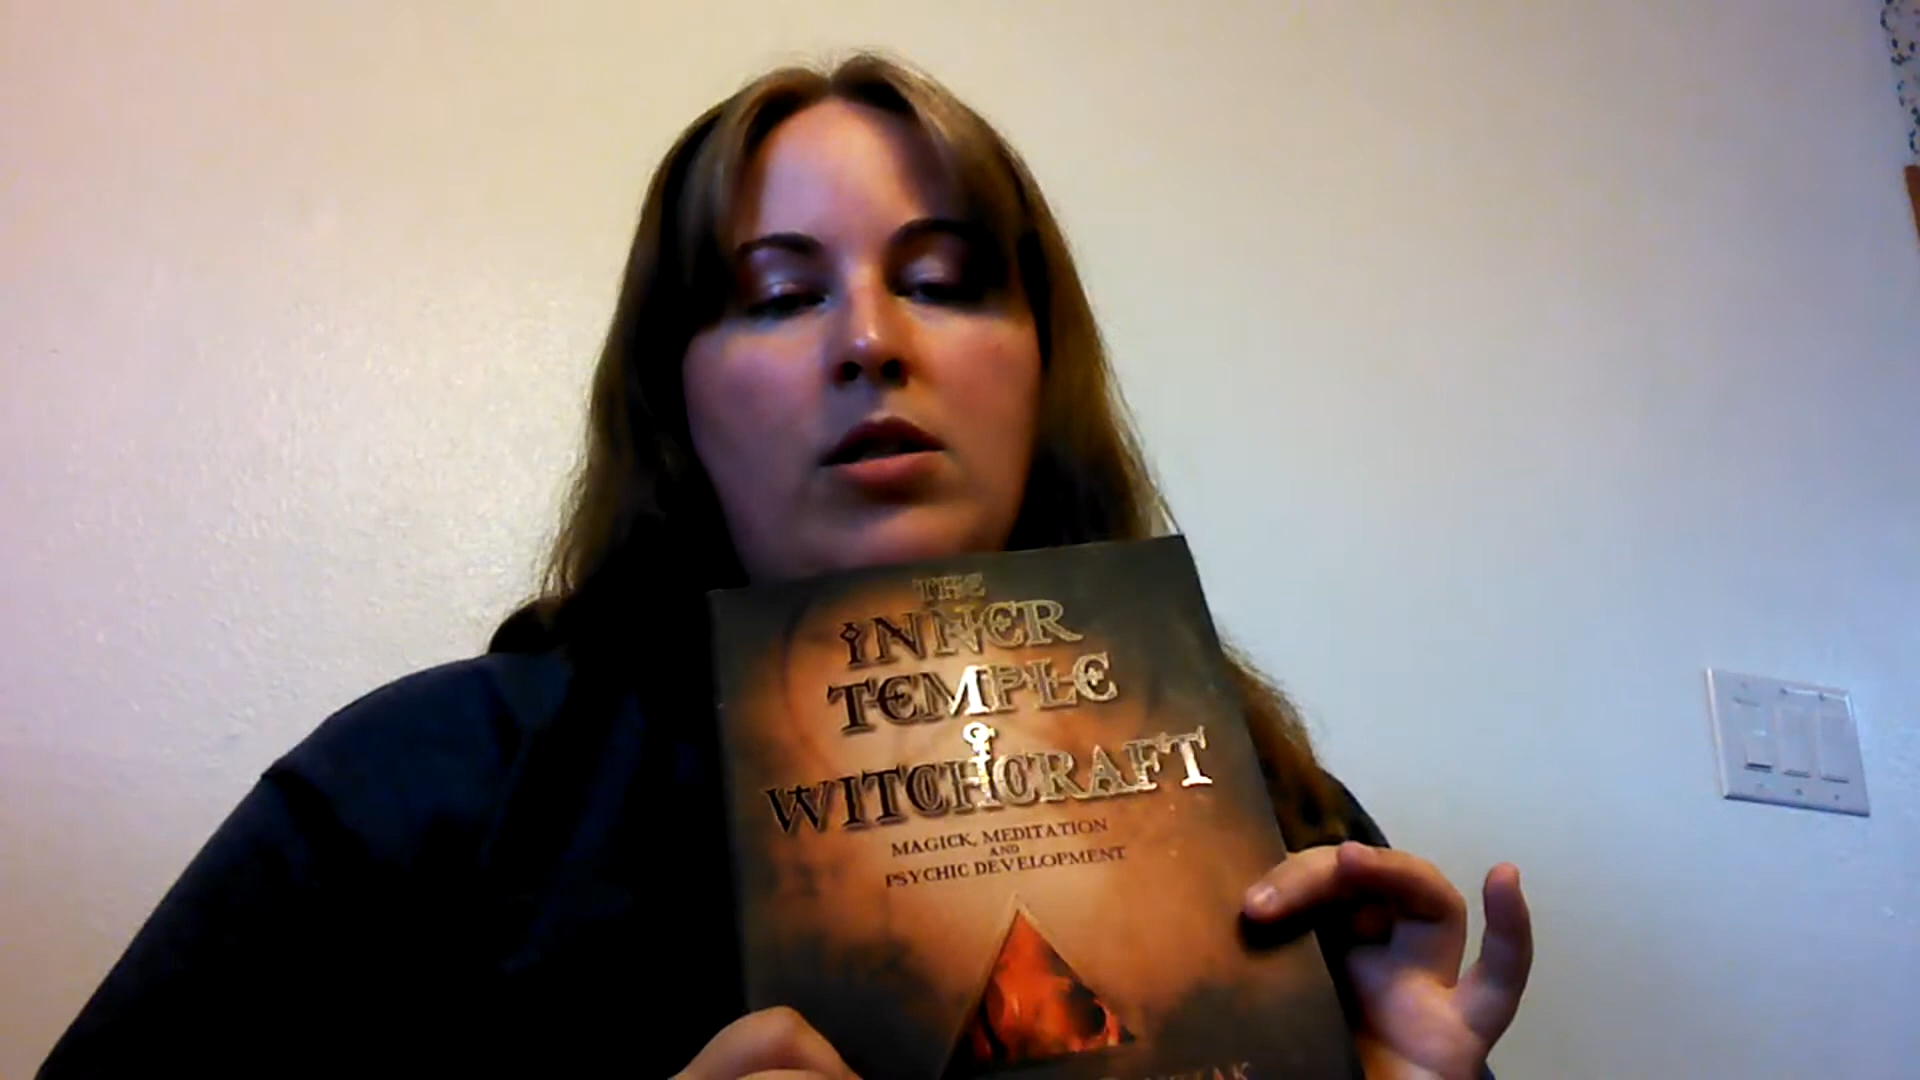 THE
INNER
TEMPLE
WITCHCRAFT
MAGICK, MEDITATION
AND
PSYCHIC DEVELOPMENT